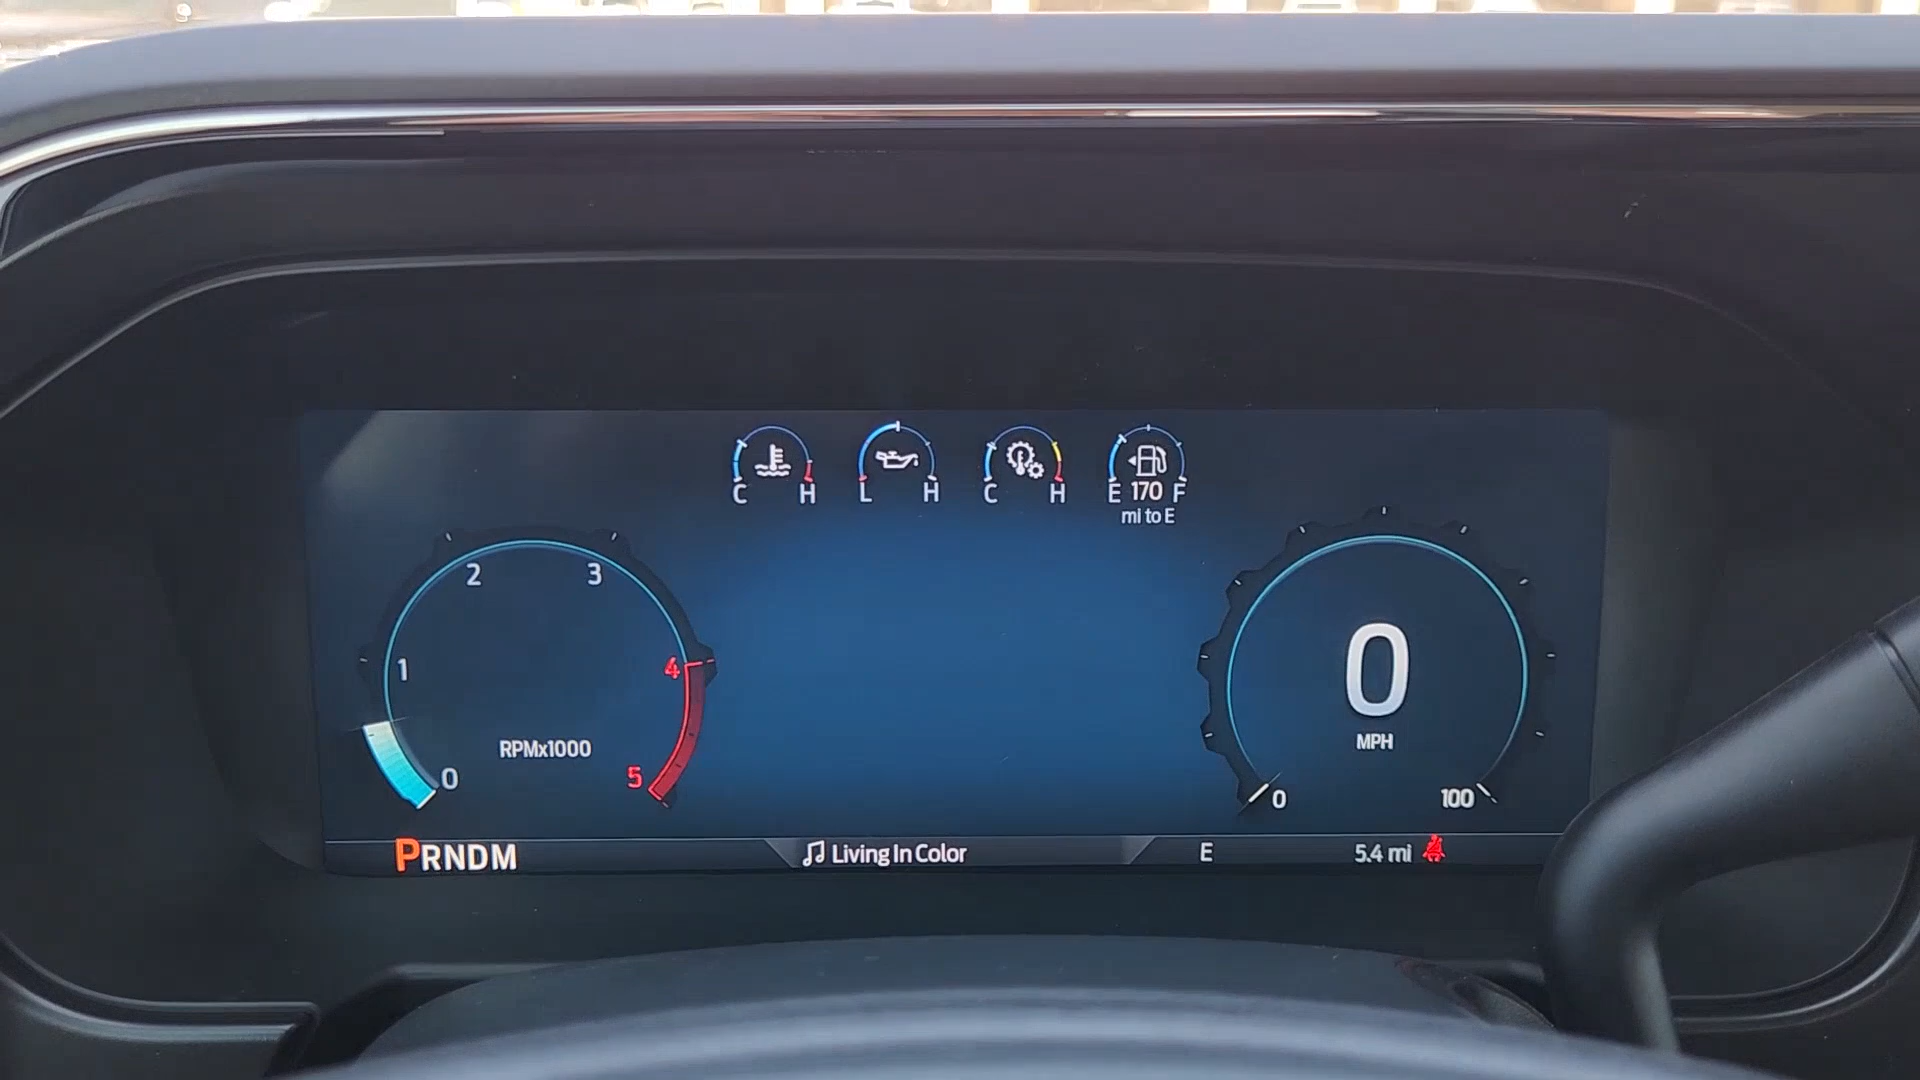 C H
L H
C H
E 170 F
mi to E
2 3
1 4
0 5
RPMx1000
0
MPH
0 100
PRNDM
Living In Color
E
5.4 mi